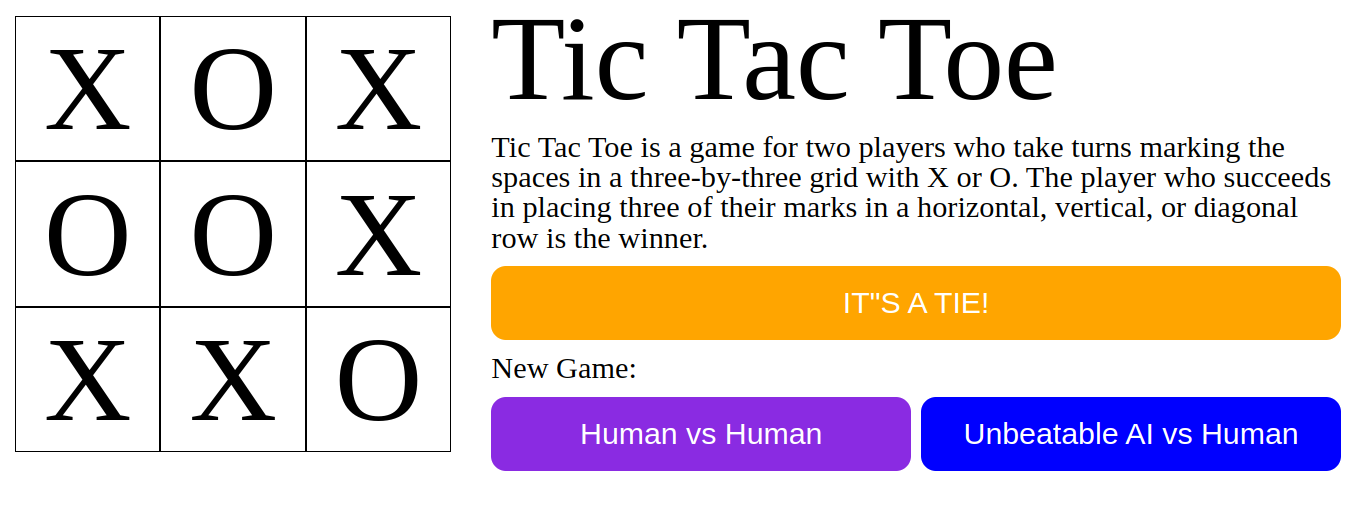 X O X
O O X
X X O
Tic Tac Toe
Tic Tac Toe is a game for two players who take turns marking the
spaces in a three-by-three grid with X or O. The player who succeeds
in placing three of their marks in a horizontal, vertical, or diagonal
row is the winner.
IT"S A TIE!
New Game:
Human vs Human
Unbeatable AI vs Human